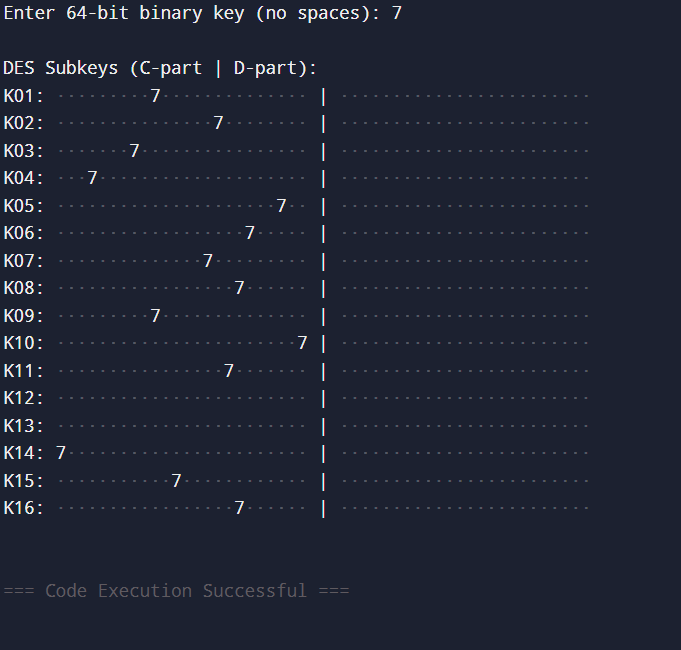 Enter 64-bit binary key (no spaces): 7
DES Subkeys (C-part | D-part):
K01: ·········7·············· | ························
K02: ···············7········ | ························
K03: ·······7················ | ························
K04: ···7···················· | ························
K05: ·····················7·· | ························
K06: ··················7····· | ························
K07: ··············7········· | ························
K08: ·················7······ | ························
K09: ·········7·············· | ························
K10: ·······················7 | ························
K11: ················7······· | ························
K12: ························ | ························
K13: ························ | ························
K14: 7······················· | ························
K15: ···········7············ | ························
K16: ·················7······ | ························
=== Code Execution Successful ===